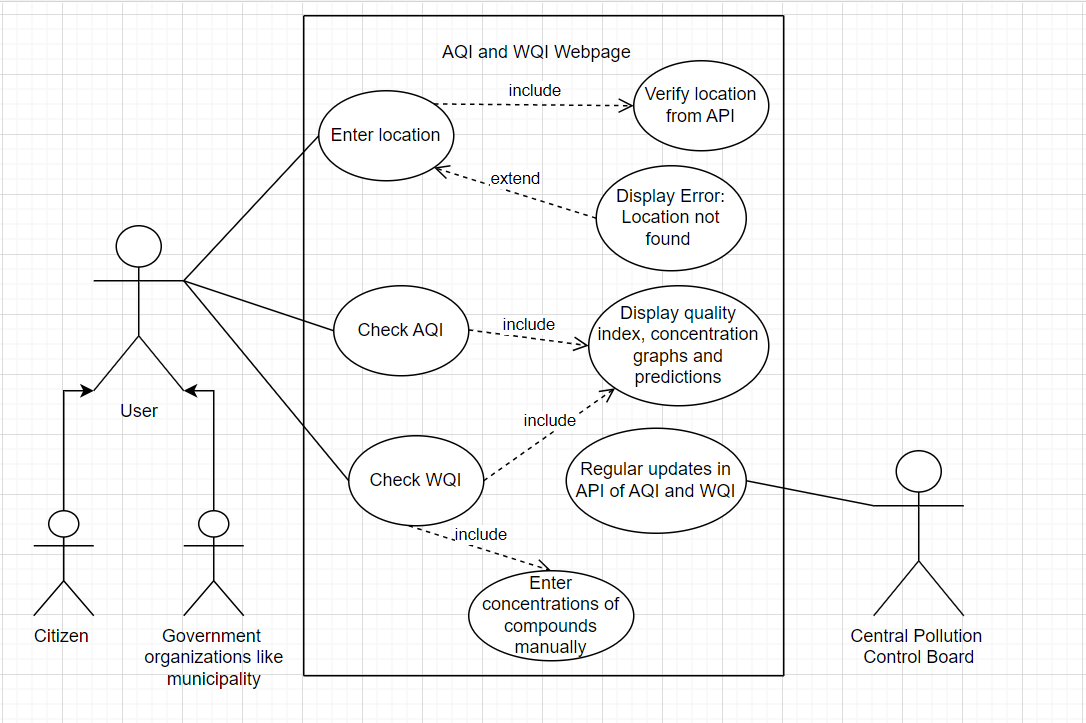 AQI and WQI Webpage
include
Verify location
from API
Enter location
extend
Display Error:
Location not
found
Check AQI
include
Display quality
index, concentration
graphs and
predictions
User
include
Check WQI
Regular updates in
API of AQI and WQI
include
Enter
concentrations of
compounds
manually
Citizen
Government
organizations like
municipality
Central Pollution
Control Board